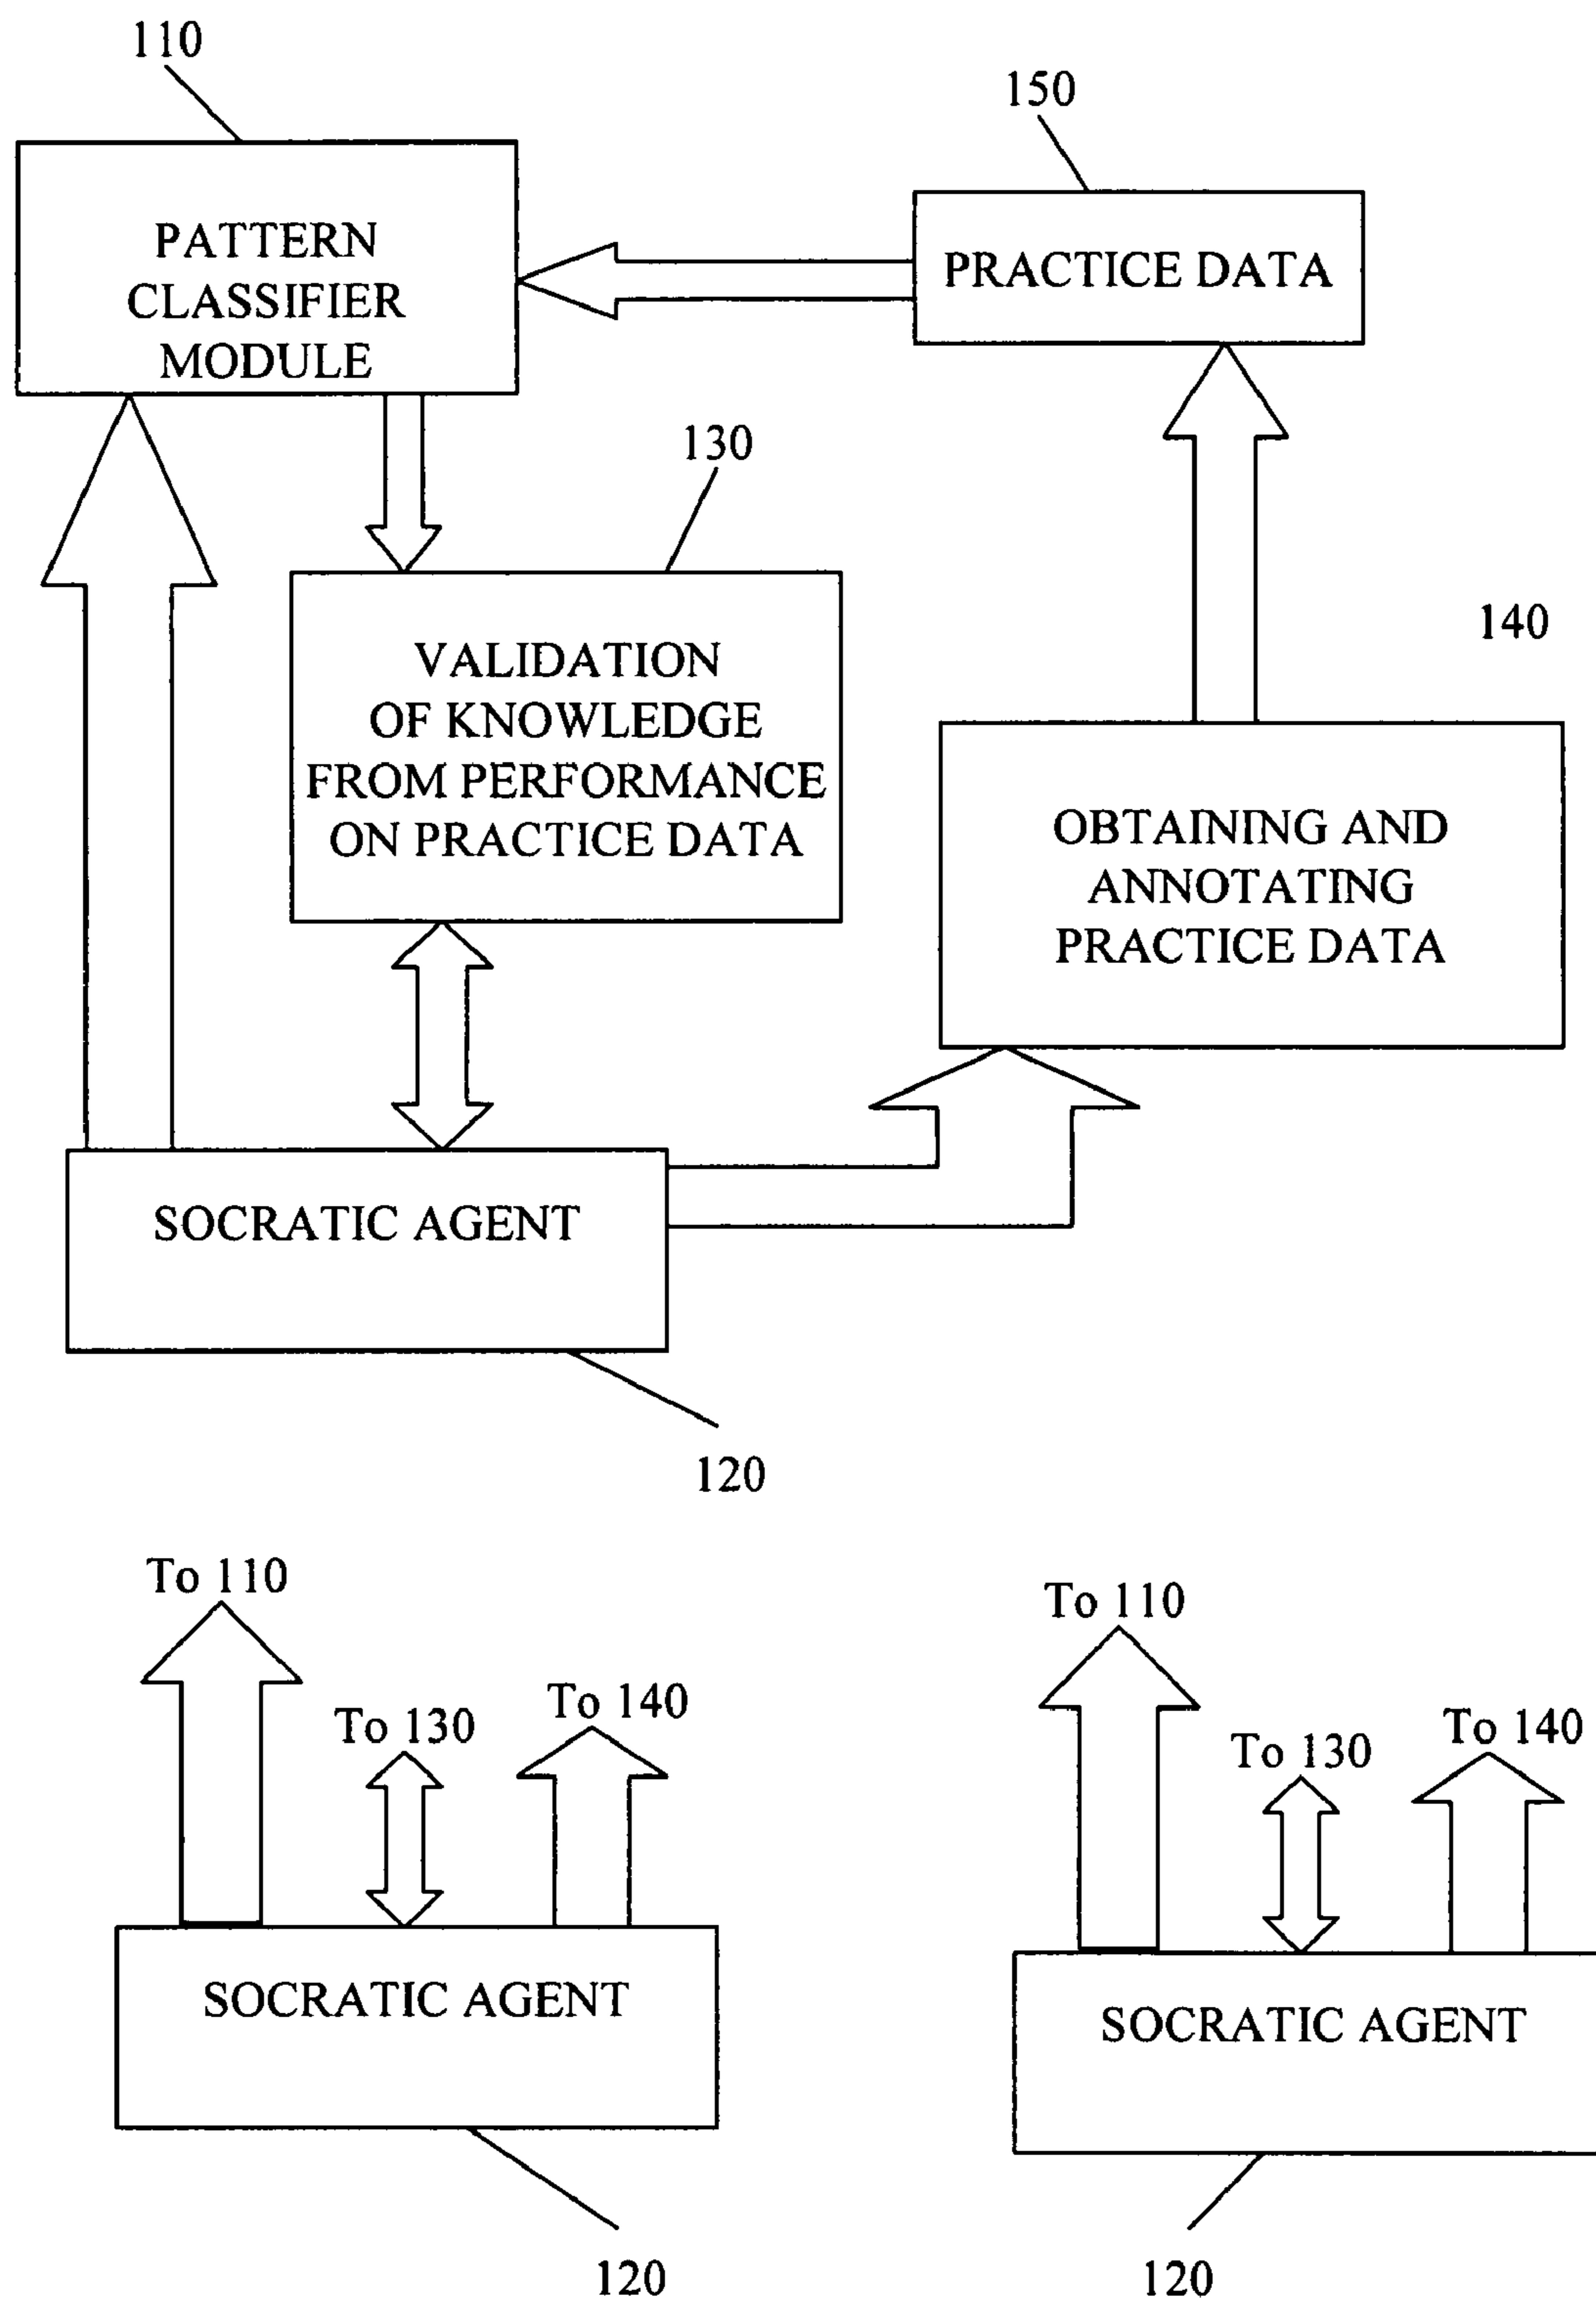 110
150
PATTERN
CLASSIFIER
MODULE
PRACTICE DATA
130
140
VALIDATION
OF KNOWLEDGE
FROM PERFORMANCE
ON PRACTICE DATA
OBTAINING AND
ANNOTATING
PRACTICE DATA
SOCRATIC AGENT
120
To 110
To 130
To 140
SOCRATIC AGENT
120
To 110
To 130
To 140
SOCRATIC AGENT
120